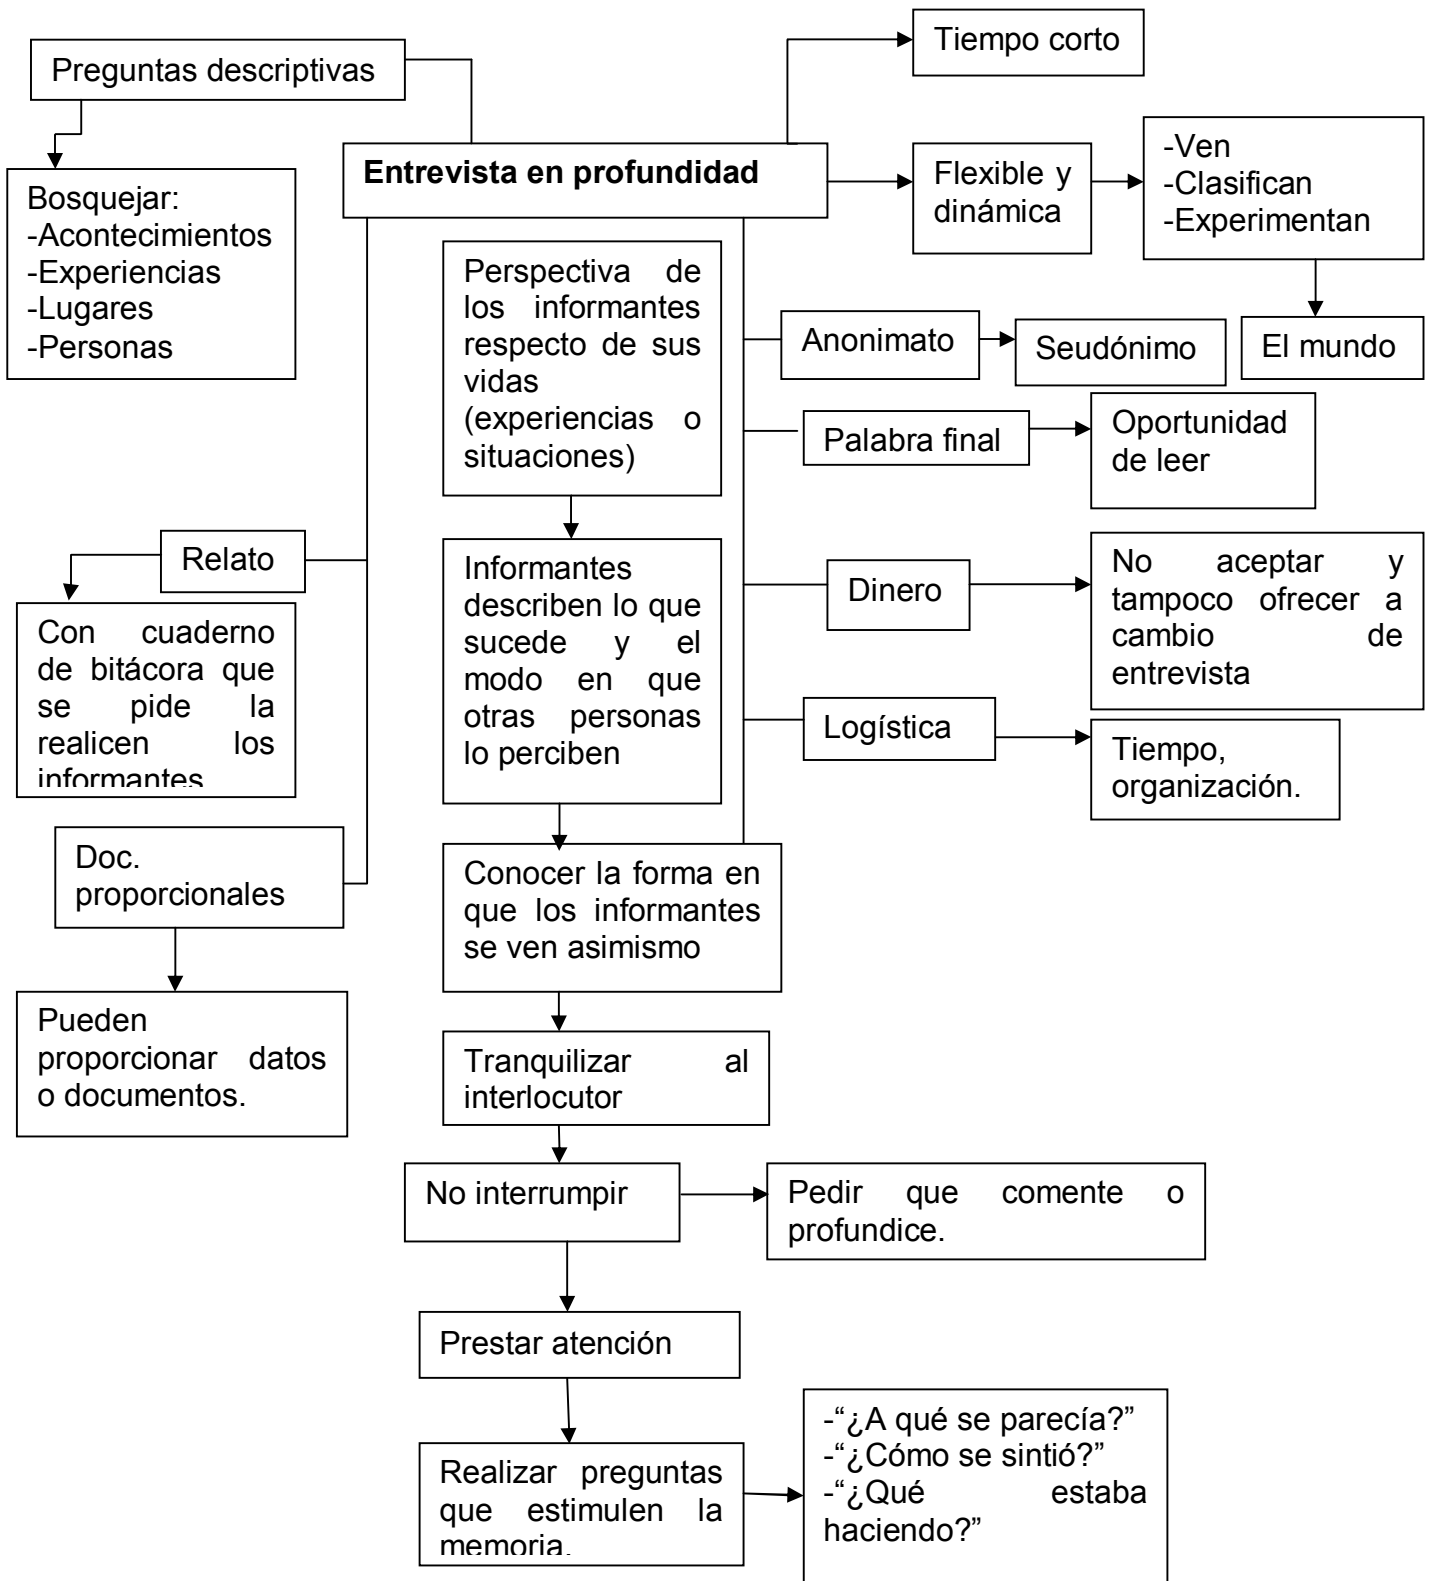 Tiempo corto
Preguntas descriptivas
Entrevista en profundidad
Bosquejar:
-Acontecimientos
-Experiencias
-Lugares
-Personas
Flexible y
dinámica
-Ven
-Clasifican
-Experimentan
El mundo
Perspectiva de
los informantes
respecto de sus
vidas
(experiencias o
situaciones)
Anonimato
Seudónimo
Palabra final
Oportunidad
de leer
Relato
Con cuaderno
de bitácora que
se pide la
realicen los
informantes
Informantes
describen lo que
sucede y el
modo en que
otras personas
lo perciben
Dinero
No aceptar y
tampoco ofrecer a
cambio de
entrevista
Logística
Tiempo,
organización.
Doc.
proporcionales
Pueden
proporcionar datos
o documentos.
Conocer la forma en
que los informantes
se ven asimismo
Tranquilizar al
interlocutor
No interrumpir
Pedir que comente o
profundice.
Prestar atención
Realizar preguntas
que estimulen la
memoria.
-“¿A qué se parecía?”
-“¿Cómo se sintió?”
-“¿Qué estaba
haciendo?”